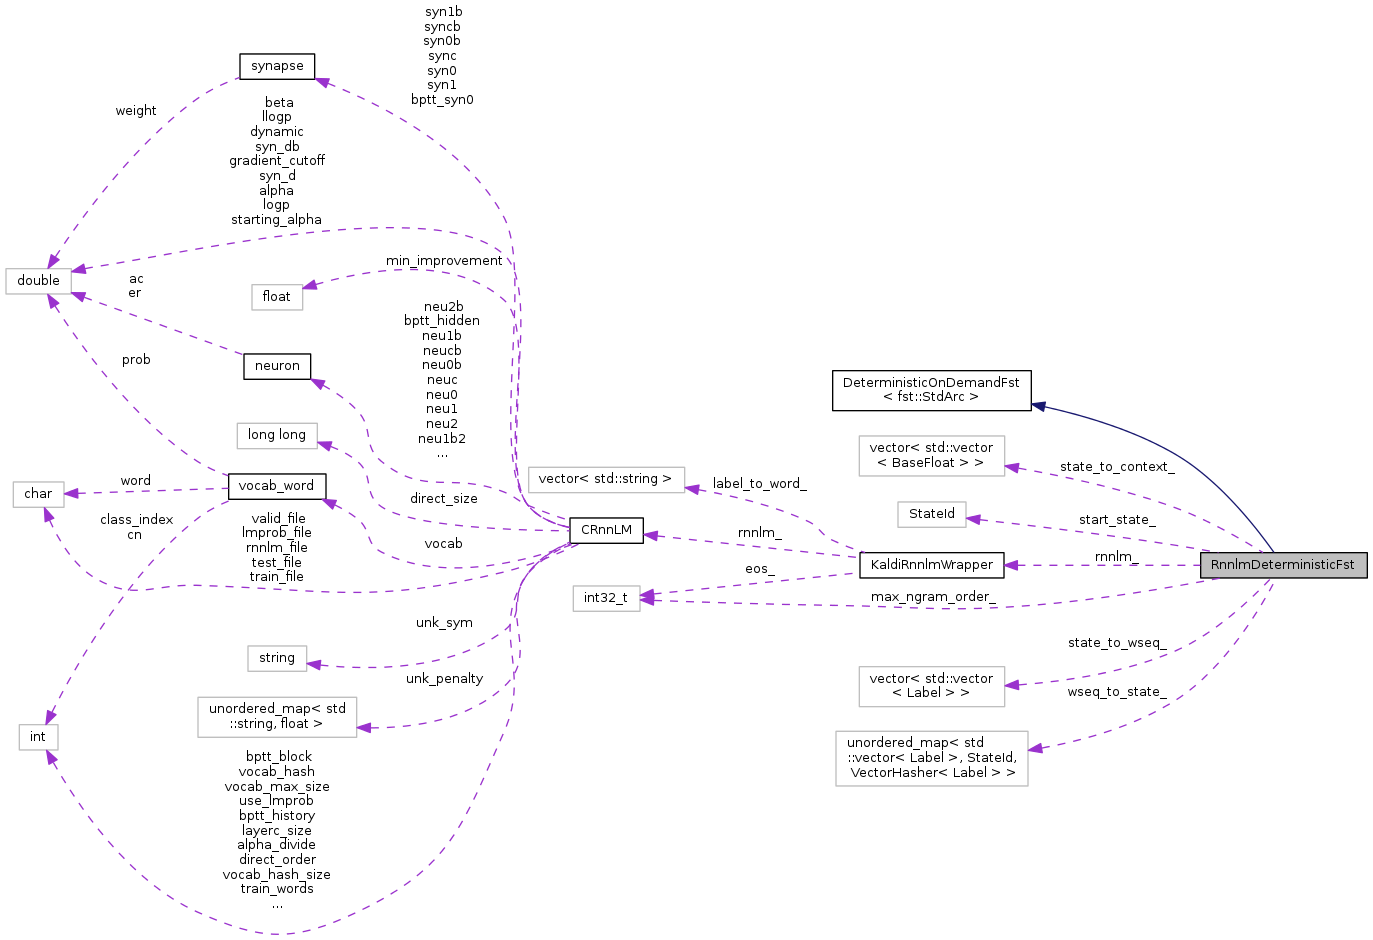 syn1b
syncb
syn0b
sync
syn0
syn1
bptt_syn0
synapse
weight
beta
llogp
dynamic
syn_db
gradient_cutoff
syn_d
alpha
logp
starting_alpha
min_improvement
double
float
ac
er
neu2b
bptt_hidden
neu1b
neucb
neu0b
neuc
neu0
neu1
neu2
neu1b2
...
prob
neuron
long long
direct_size
vocab_word
word
char
class_index
cn
valid_file
lmprob_file
rnnlm_file
test_file
train_file
vocab
CRnnLM
vector< std::string >
label_to_word_
rnnlm_
eos_
int32_t
KaldiRnnlmWrapper
max_ngram_order_
DeterministicOnDemandFst
< fst::StdArc >
vector< std::vector
< BaseFloat > >
state_to_context_
StateId
start_state_
rnnlm_
RnnlmDeterministicFst
state_to_wseq_
vector< std::vector
< Label > >
wseq_to_state_
unordered_map< std
::vector< Label >, StateId,
VectorHasher< Label > >
unk_sym
string
unk_penalty
unordered_map< std
::string, float >
int
bptt_block
vocab_hash
vocab_max_size
use_lmprob
bptt_history
layerc_size
alpha_divide
direct_order
vocab_hash_size
train_words
...